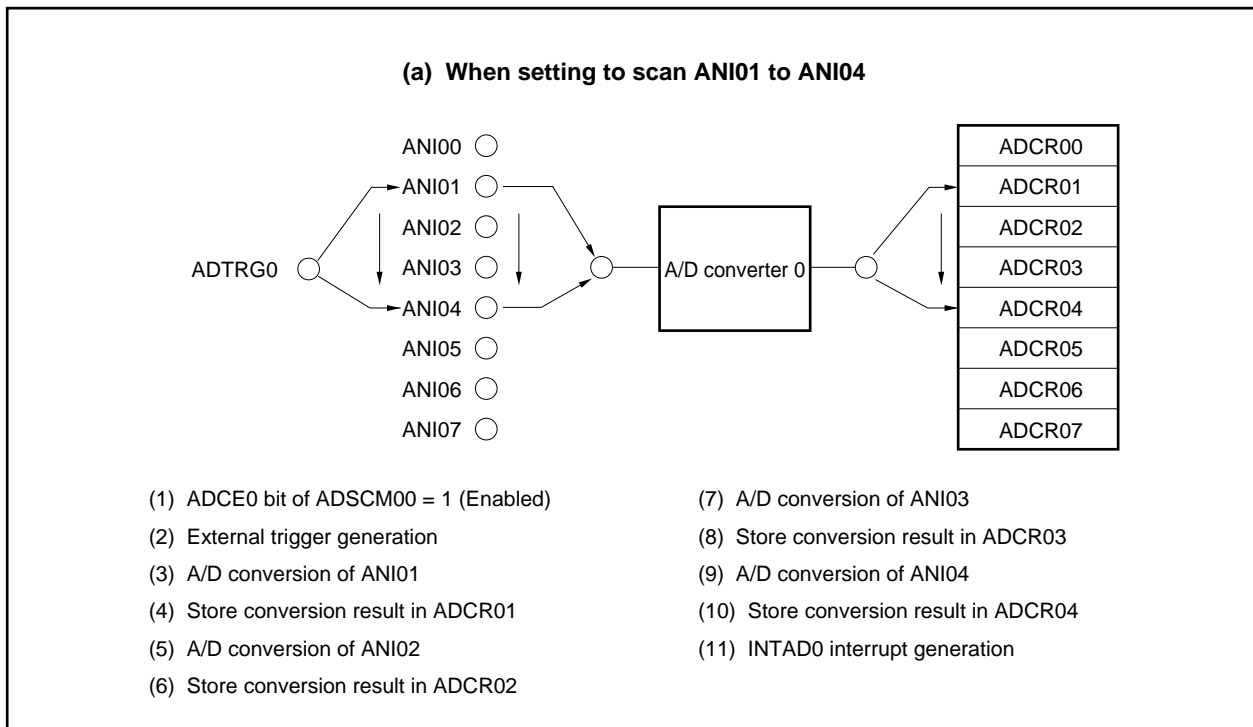 (a) When setting to scan ANI01 to ANI04
ANI00
ANI01
ANI02
ANI03
ANI04
ANI05
ANI06
ANI07
ADTRG0
A/D converter 0
ADCR00
ADCR01
ADCR02
ADCR03
ADCR04
ADCR05
ADCR06
ADCR07
(1) ADCE0 bit of ADSCM00 = 1 (Enabled)
(2) External trigger generation
(3) A/D conversion of ANI01
(4) Store conversion result in ADCR01
(5) A/D conversion of ANI02
(6) Store conversion result in ADCR02
(7) A/D conversion of ANI03
(8) Store conversion result in ADCR03
(9) A/D conversion of ANI04
(10) Store conversion result in ADCR04
(11) INTAD0 interrupt generation